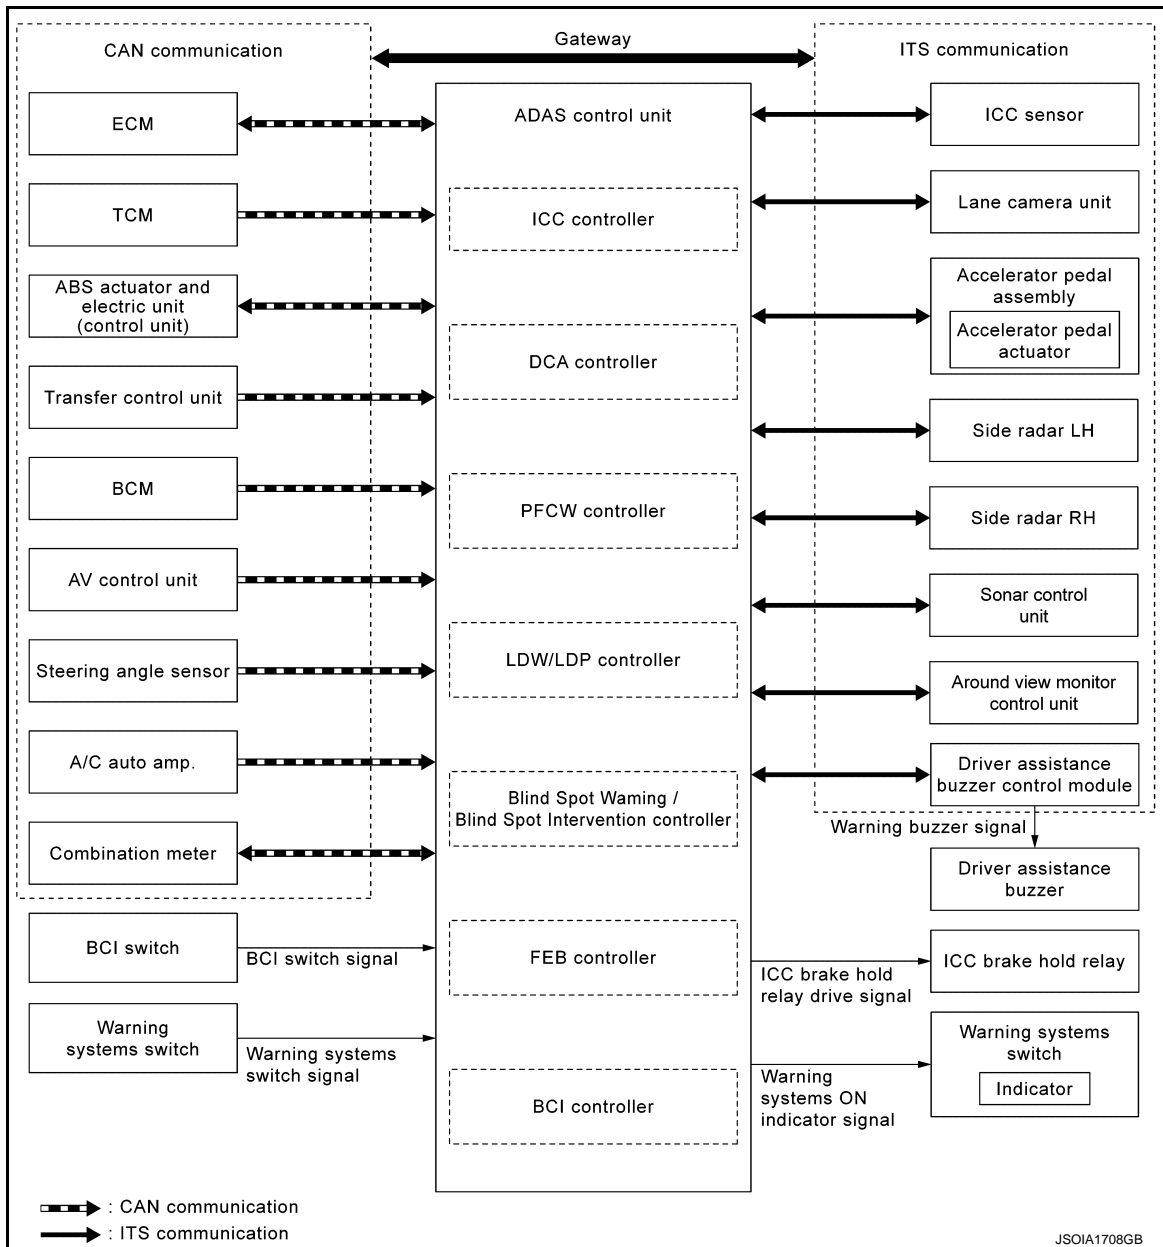 CAN communication
Gateway
ITS communication
ECM
TCM
ABS actuator and
electric unit
(control unit)
Transfer control unit
BCM
AV control unit
Steering angle sensor
A/C auto amp.
Combination meter
BCI switch
BCI switch signal
Warning
systems switch
Warning systems
switch signal
ADAS control unit
ICC controller
DCA controller
PFCW controller
LDW/LDP controller
Blind Spot Waming /
Blind Spot Intervention controller
FEB controller
BCI controller
ICC sensor
Lane camera unit
Accelerator pedal
assembly
Accelerator pedal
actuator
Side radar LH
Side radar RH
Sonar control
unit
Around view monitor
control unit
Driver assistance
buzzer control module
Warning buzzer signal
Driver assistance
buzzer
ICC brake hold
relay drive signal
ICC brake hold relay
Warning
systems ON
indicator signal
Warning systems
switch
Indicator
: CAN communication
: ITS communication
JSOIA1708GB